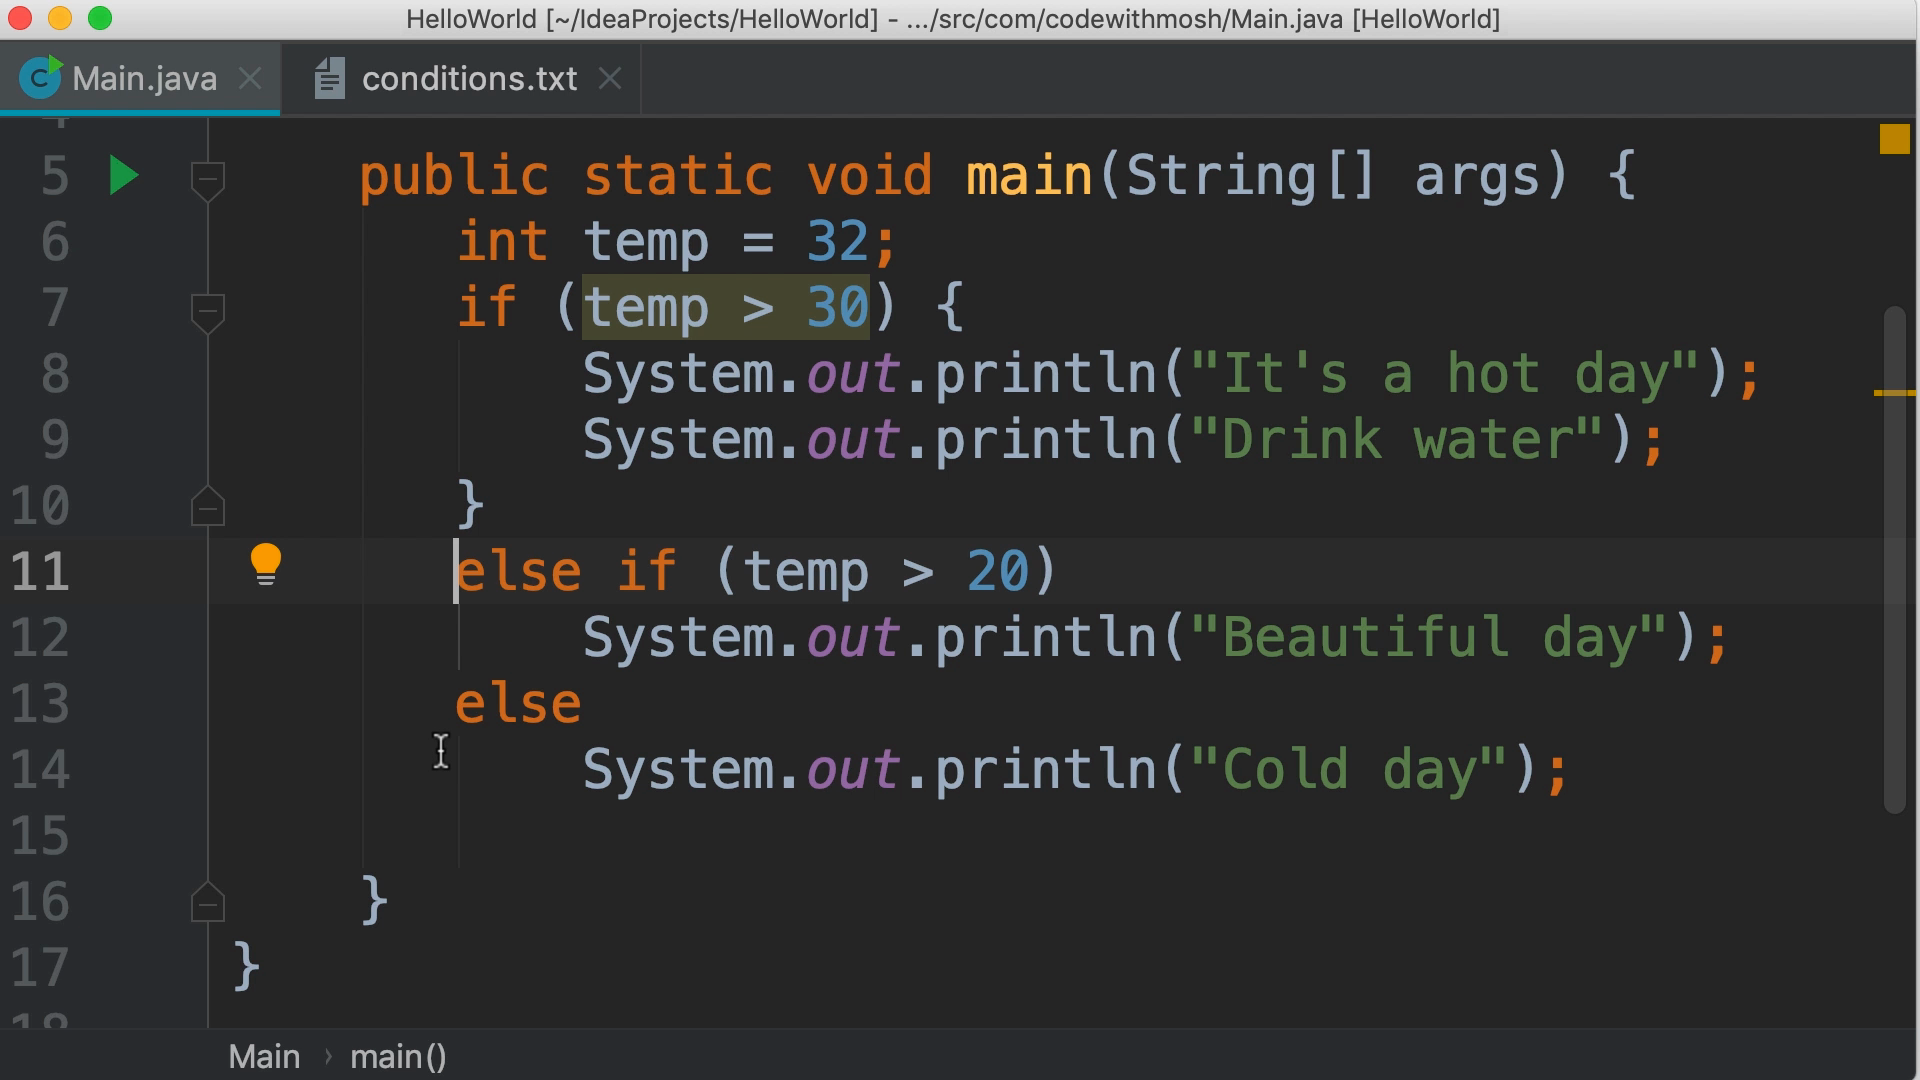 HelloWorld [~/IdeaProjects/HelloWorld] - .../src/com/codewithmosh/Main.java [HelloWorld]
Main.java conditions.txt
5 public static void main(String[] args) {
6 int temp = 32;
7 if (temp > 30) {
8 System.out.println("It's a hot day");
9 System.out.println("Drink water");
10 }
11 else if (temp > 20)
12 System.out.println("Beautiful day");
13 else
14 System.out.println("Cold day");
15
16 }
17 }
Main › main()